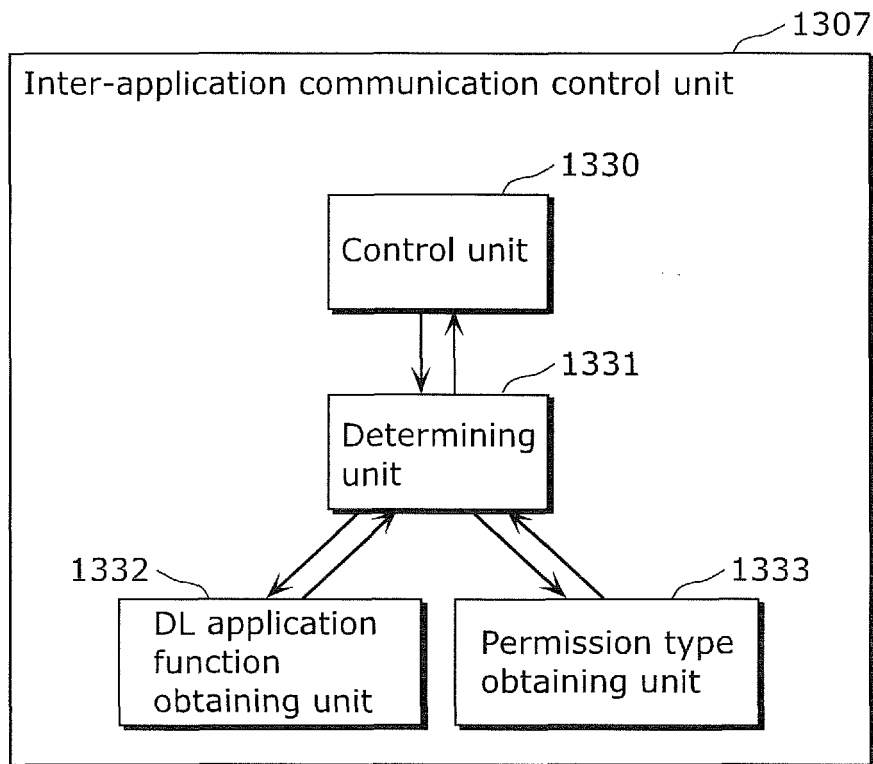 1307
Inter-application communication control unit
1330
Control unit
1331
Determining
unit
1332
DL application
function
obtaining unit
1333
Permission type
obtaining unit